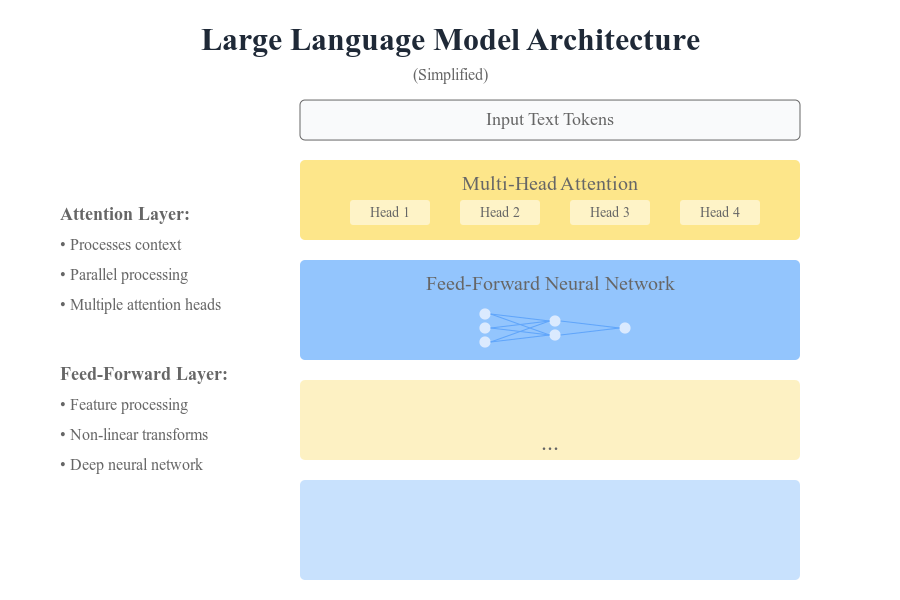 Large Language Model Architecture
(Simplified)
Input Text Tokens
Multi-Head Attention
Head 1 Head 2 Head 3 Head 4
Attention Layer:
• Processes context
• Parallel processing
• Multiple attention heads
Feed-Forward Neural Network
Feed-Forward Layer:
• Feature processing
• Non-linear transforms
• Deep neural network
...